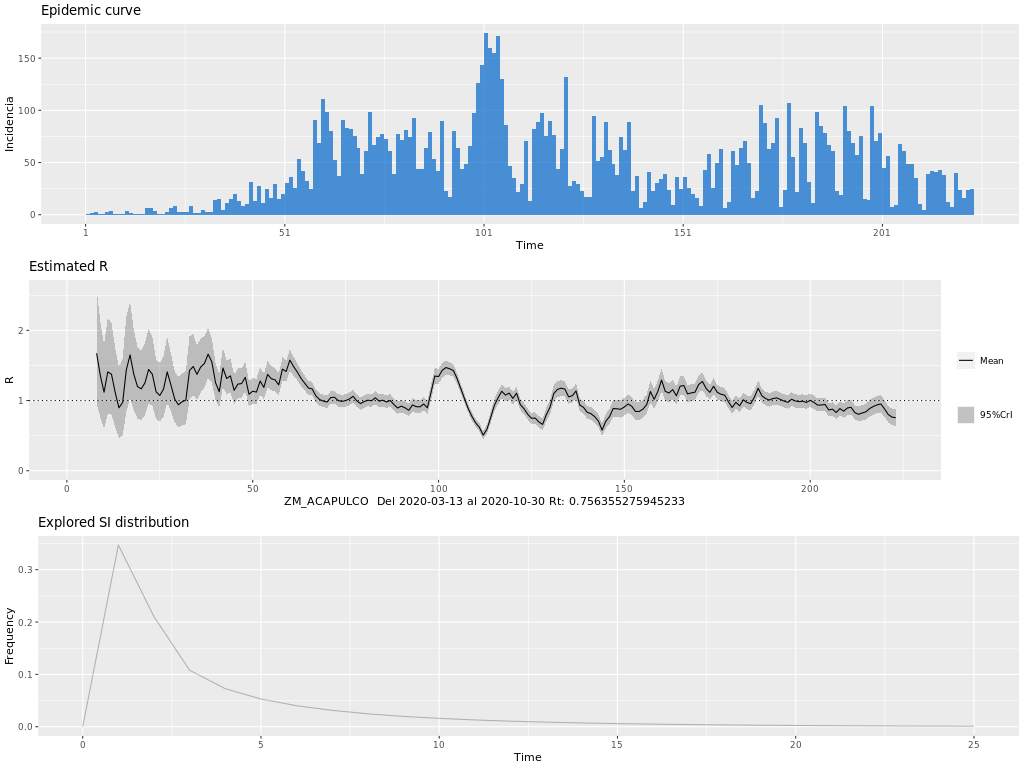 Epidemic curve
Incidencia
150
100
50
0
1
51
101
151
201
Time
Estimated R
R
2
1
0
0
50
100
150
200
Mean
95%CrI
ZM_ACAPULCO  Del 2020-03-13 al 2020-10-30 Rt: 0.756355275945233
Explored SI distribution
Frequency
0.3
0.2
0.1
0.0
0
5
10
15
20
25
Time